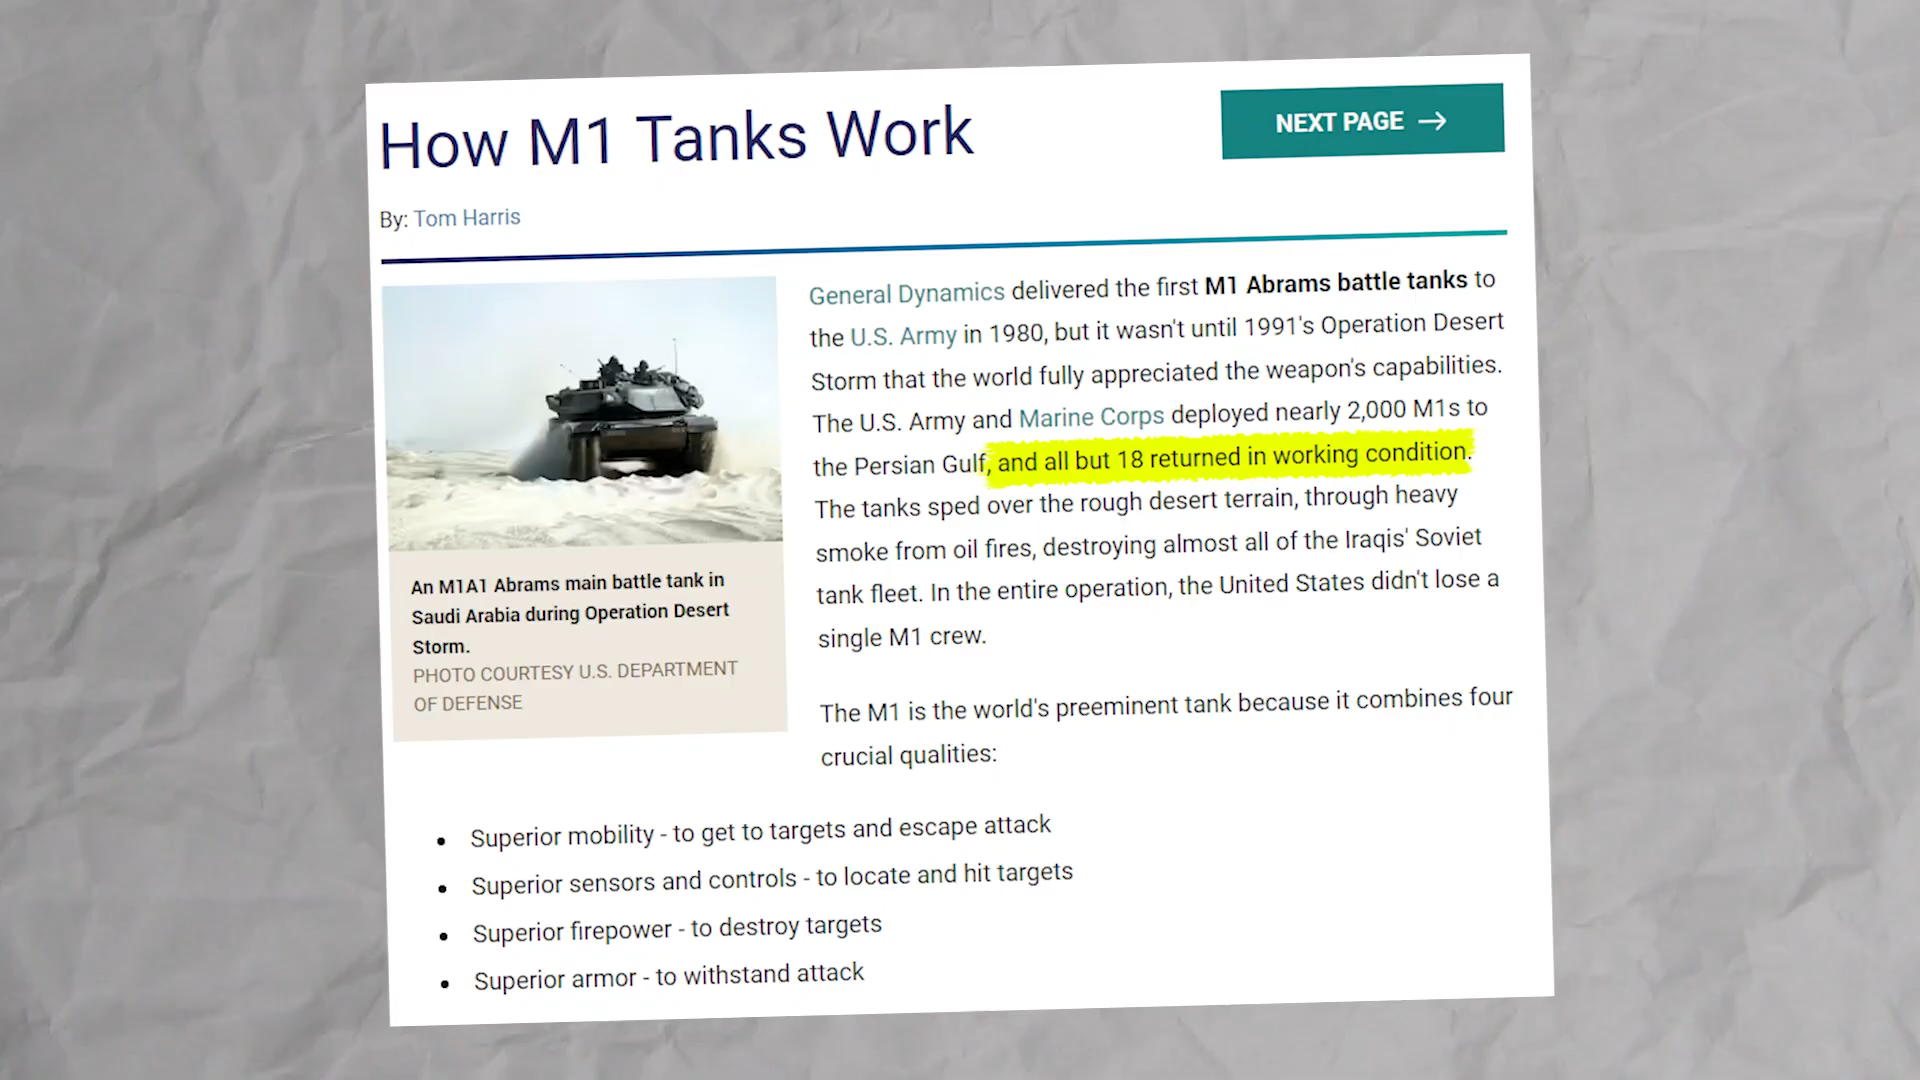 How M1 Tanks Work
NEXT PAGE →
By: Tom Harris
General Dynamics delivered the first M1 Abrams battle tanks to
the U.S. Army in 1980, but it wasn't until 1991's Operation Desert
Storm that the world fully appreciated the weapon's capabilities.
The U.S. Army and Marine Corps deployed nearly 2,000 M1s to
the Persian Gulf, and all but 18 returned in working condition.
The tanks sped over the rough desert terrain, through heavy
smoke from oil fires, destroying almost all of the Iraqis' Soviet
tank fleet. In the entire operation, the United States didn't lose a
single M1 crew.
An M1A1 Abrams main battle tank in
Saudi Arabia during Operation Desert
Storm.
PHOTO COURTESY U.S. DEPARTMENT
OF DEFENSE
The M1 is the world's preeminent tank because it combines four
crucial qualities:
• Superior mobility - to get to targets and escape attack
• Superior sensors and controls - to locate and hit targets
• Superior firepower - to destroy targets
• Superior armor - to withstand attack